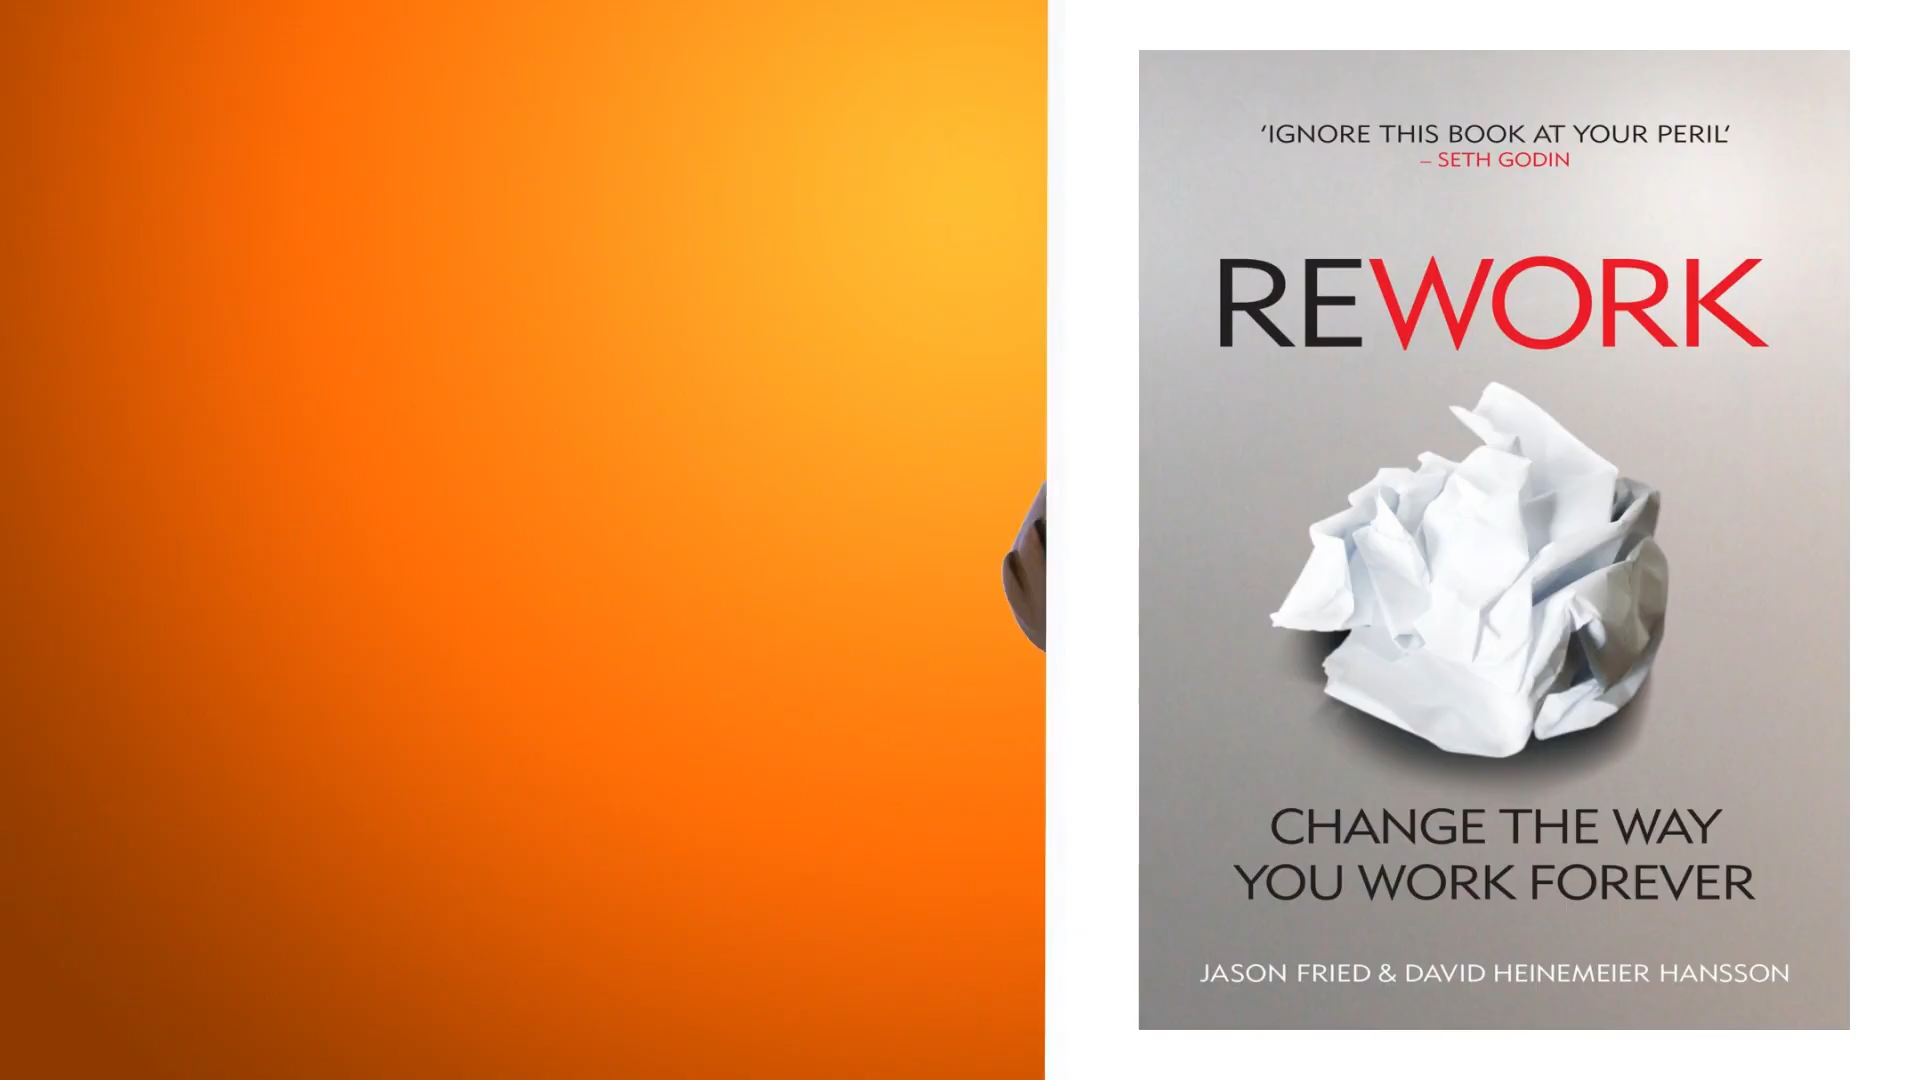 ‘IGNORE THIS BOOK AT YOUR PERIL’
– SETH GODIN
REWORK
CHANGE THE WAY
YOU WORK FOREVER
JASON FRIED & DAVID HEINEMEIER HANSSON